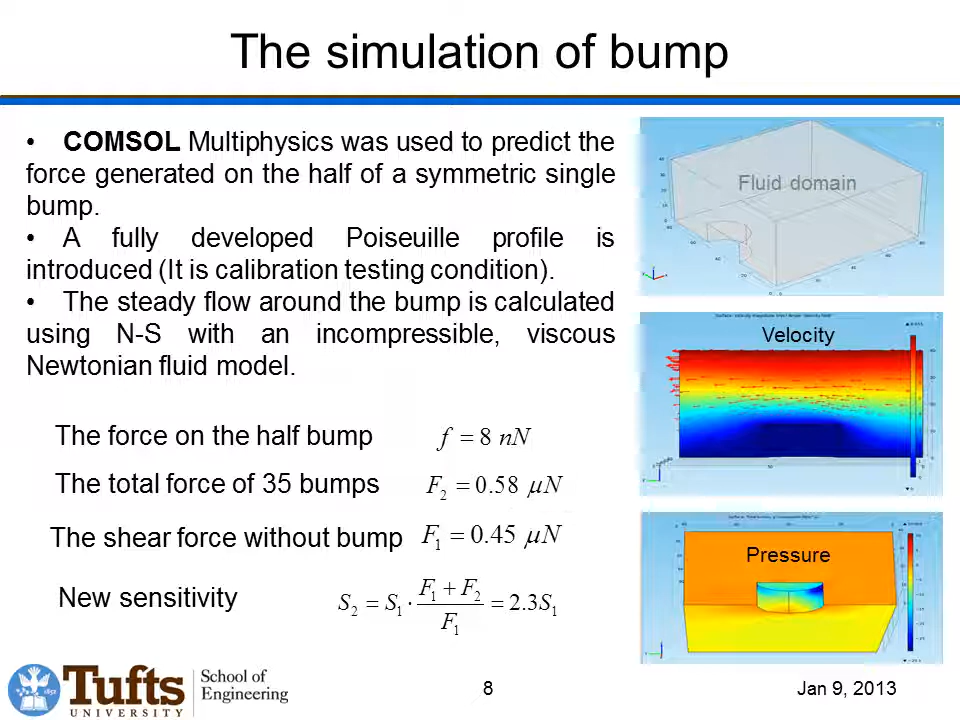 The simulation of bump
• COMSOL Multiphysics was used to predict the
force generated on the half of a symmetric single
bump.
• A fully developed Poiseuille profile is
introduced (It is calibration testing condition).
• The steady flow around the bump is calculated
using N-S with an incompressible, viscous
Newtonian fluid model.
The force on the half bump f = 8 nN
The total force of 35 bumps F₂ = 0.58 μN
The shear force without bump F₁ = 0.45 μN
New sensitivity S₂ = S₁ · (F₁ + F₂)/F₁ = 2.3S₁
Fluid domain
Velocity
Pressure
Tufts
UNIVERSITY
School of
Engineering
8
Jan 9, 2013